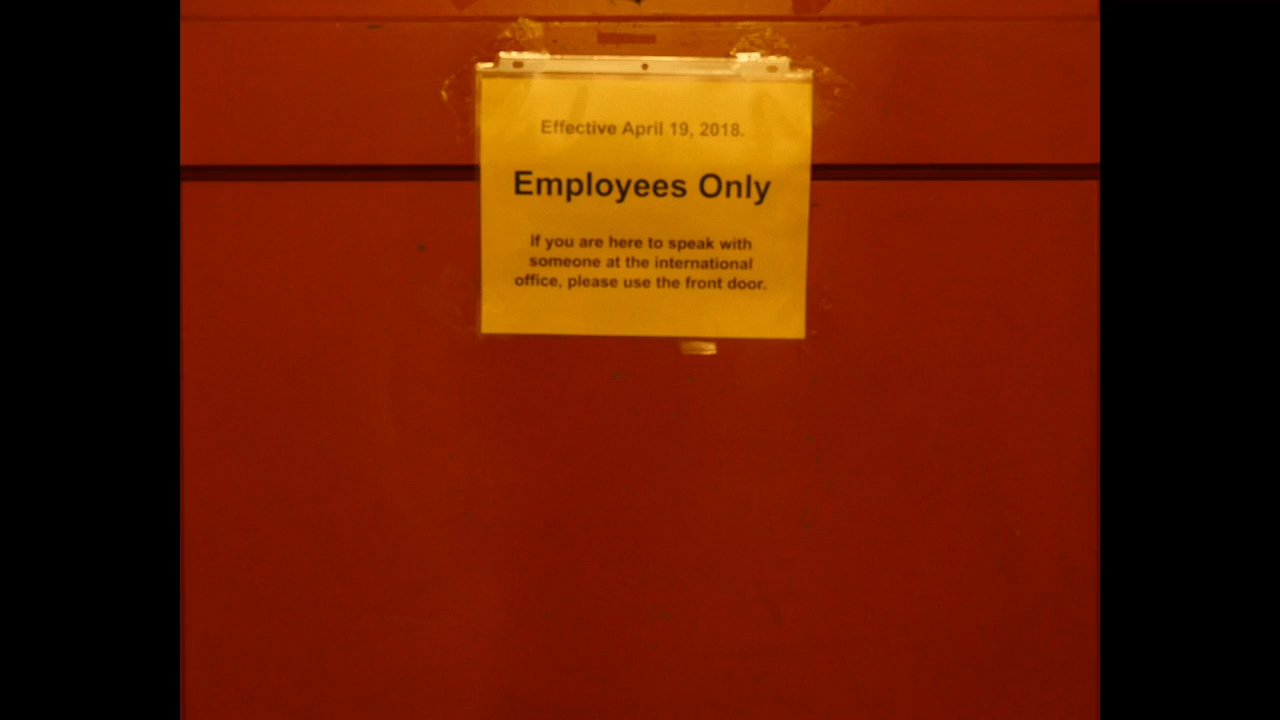 Effective April 19, 2018.
Employees Only
If you are here to speak with
someone at the international
office, please use the front door.